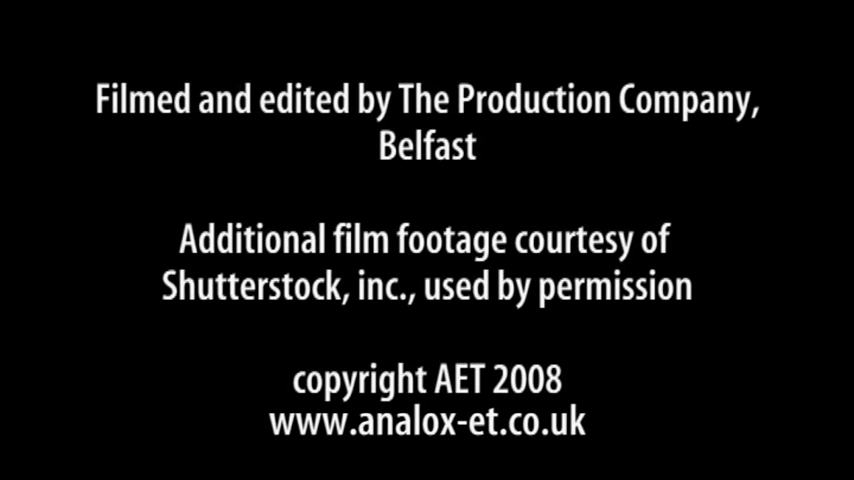 Filmed and edited by The Production Company,
Belfast
Additional film footage courtesy of
Shutterstock, inc., used by permission
copyright AET 2008
www.analox-et.co.uk